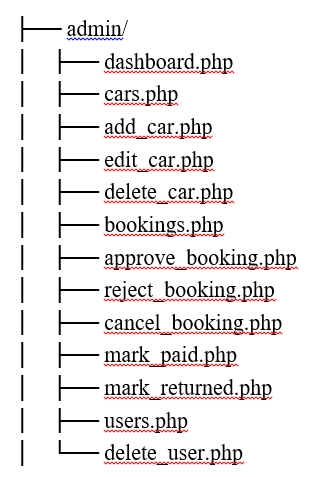 ├── admin/
│   ├── dashboard.php
│   ├── cars.php
│   ├── add_car.php
│   ├── edit_car.php
│   ├── delete_car.php
│   ├── bookings.php
│   ├── approve_booking.php
│   ├── reject_booking.php
│   ├── cancel_booking.php
│   ├── mark_paid.php
│   ├── mark_returned.php
│   ├── users.php
│   └── delete_user.php